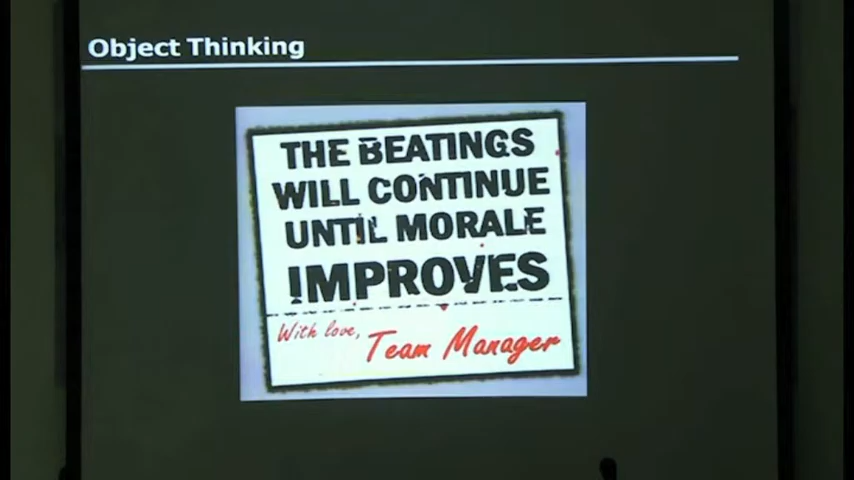 Object Thinking
THE BEATINGS
WILL CONTINUE
UNTIL MORALE
IMPROVES
With love,
Team Manager